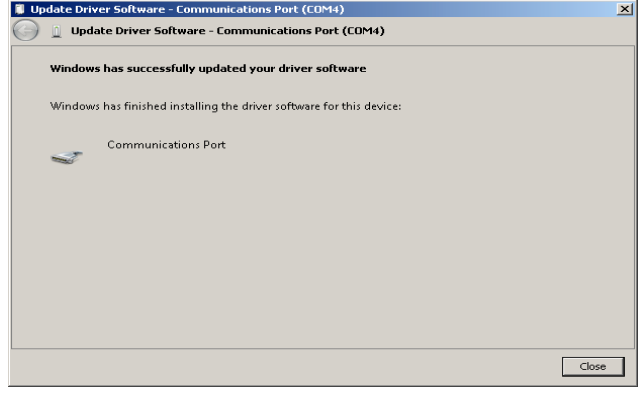 Update Driver Software - Communications Port (COM4)
Update Driver Software - Communications Port (COM4)
Windows has successfully updated your driver software
Windows has finished installing the driver software for this device:
Communications Port
Close